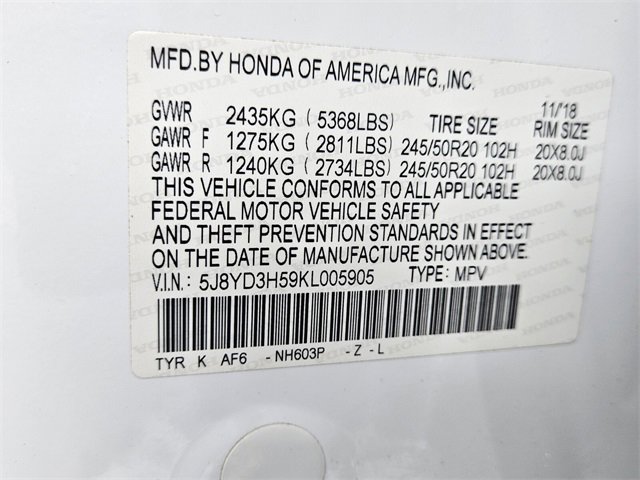 MFD.BY HONDA OF AMERICA MFG.,INC.
11/18
GVWR 2435KG ( 5368LBS) TIRE SIZE RIM SIZE
GAWR F 1275KG ( 2811LBS) 245/50R20 102H 20X8.0J
GAWR R 1240KG ( 2734LBS) 245/50R20 102H 20X8.0J
THIS VEHICLE CONFORMS TO ALL APPLICABLE
FEDERAL MOTOR VEHICLE SAFETY
AND THEFT PREVENTION STANDARDS IN EFFECT
ON THE DATE OF MANUFACTURE SHOWN ABOVE.
V.I.N: 5J8YD3H59KL005905 TYPE: MPV
TYR K AF6 - NH603P - Z - L